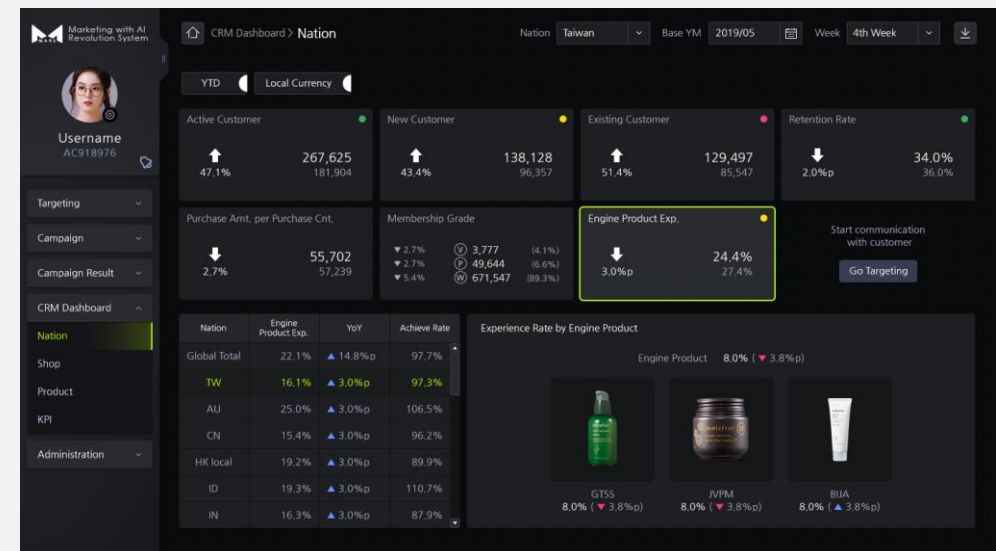 Marketing with AI
Revolution System
MARS
CRM Dashboard > Nation
Nation Taiwan Base YM 2019/05 Week 4th Week
Username
AC918976
Targeting
Campaign
Campaign Result
CRM Dashboard
Nation
Shop
Product
KPI
Administration
YTD Local Currency
Active Customer
267,625
47.1% 181,904
New Customer
138,128
43.4% 96,357
Existing Customer
129,497
51.4% 85,547
Retention Rate
34.0%
2.0%p 36.0%
Purchase Amt. per Purchase Cnt.
55,702
2.7% 57,239
Membership Grade
▼ 2.7% V 3,777 (4.1%)
▼ 2.7% P 49,644 (6.6%)
▼ 5.4% W 671,547 (89.3%)
Engine Product Exp.
24.4%
3.0%p 27.4%
Start communication
with customer
Go Targeting
Nation Engine Product Exp. YoY Achieve Rate
Global Total 22.1% ▲ 14.8%p 97.7%
TW 16.1% ▲ 3.0%p 97.3%
AU 25.0% ▲ 3.0%p 106.5%
CN 15.4% ▲ 3.0%p 96.2%
HK local 19.2% ▲ 3.0%p 89.9%
ID 19.3% ▲ 3.0%p 110.7%
IN 16.3% ▲ 3.0%p 87.9%
Experience Rate by Engine Product
Engine Product 8.0% ( ▼ 3.8%p)
innisfree
GTSS
8.0% ( ▼ 3.8%p)
JVPM
8.0% ( ▼ 3.8%p)
BIJA
8.0% ( ▲ 3.8%p)